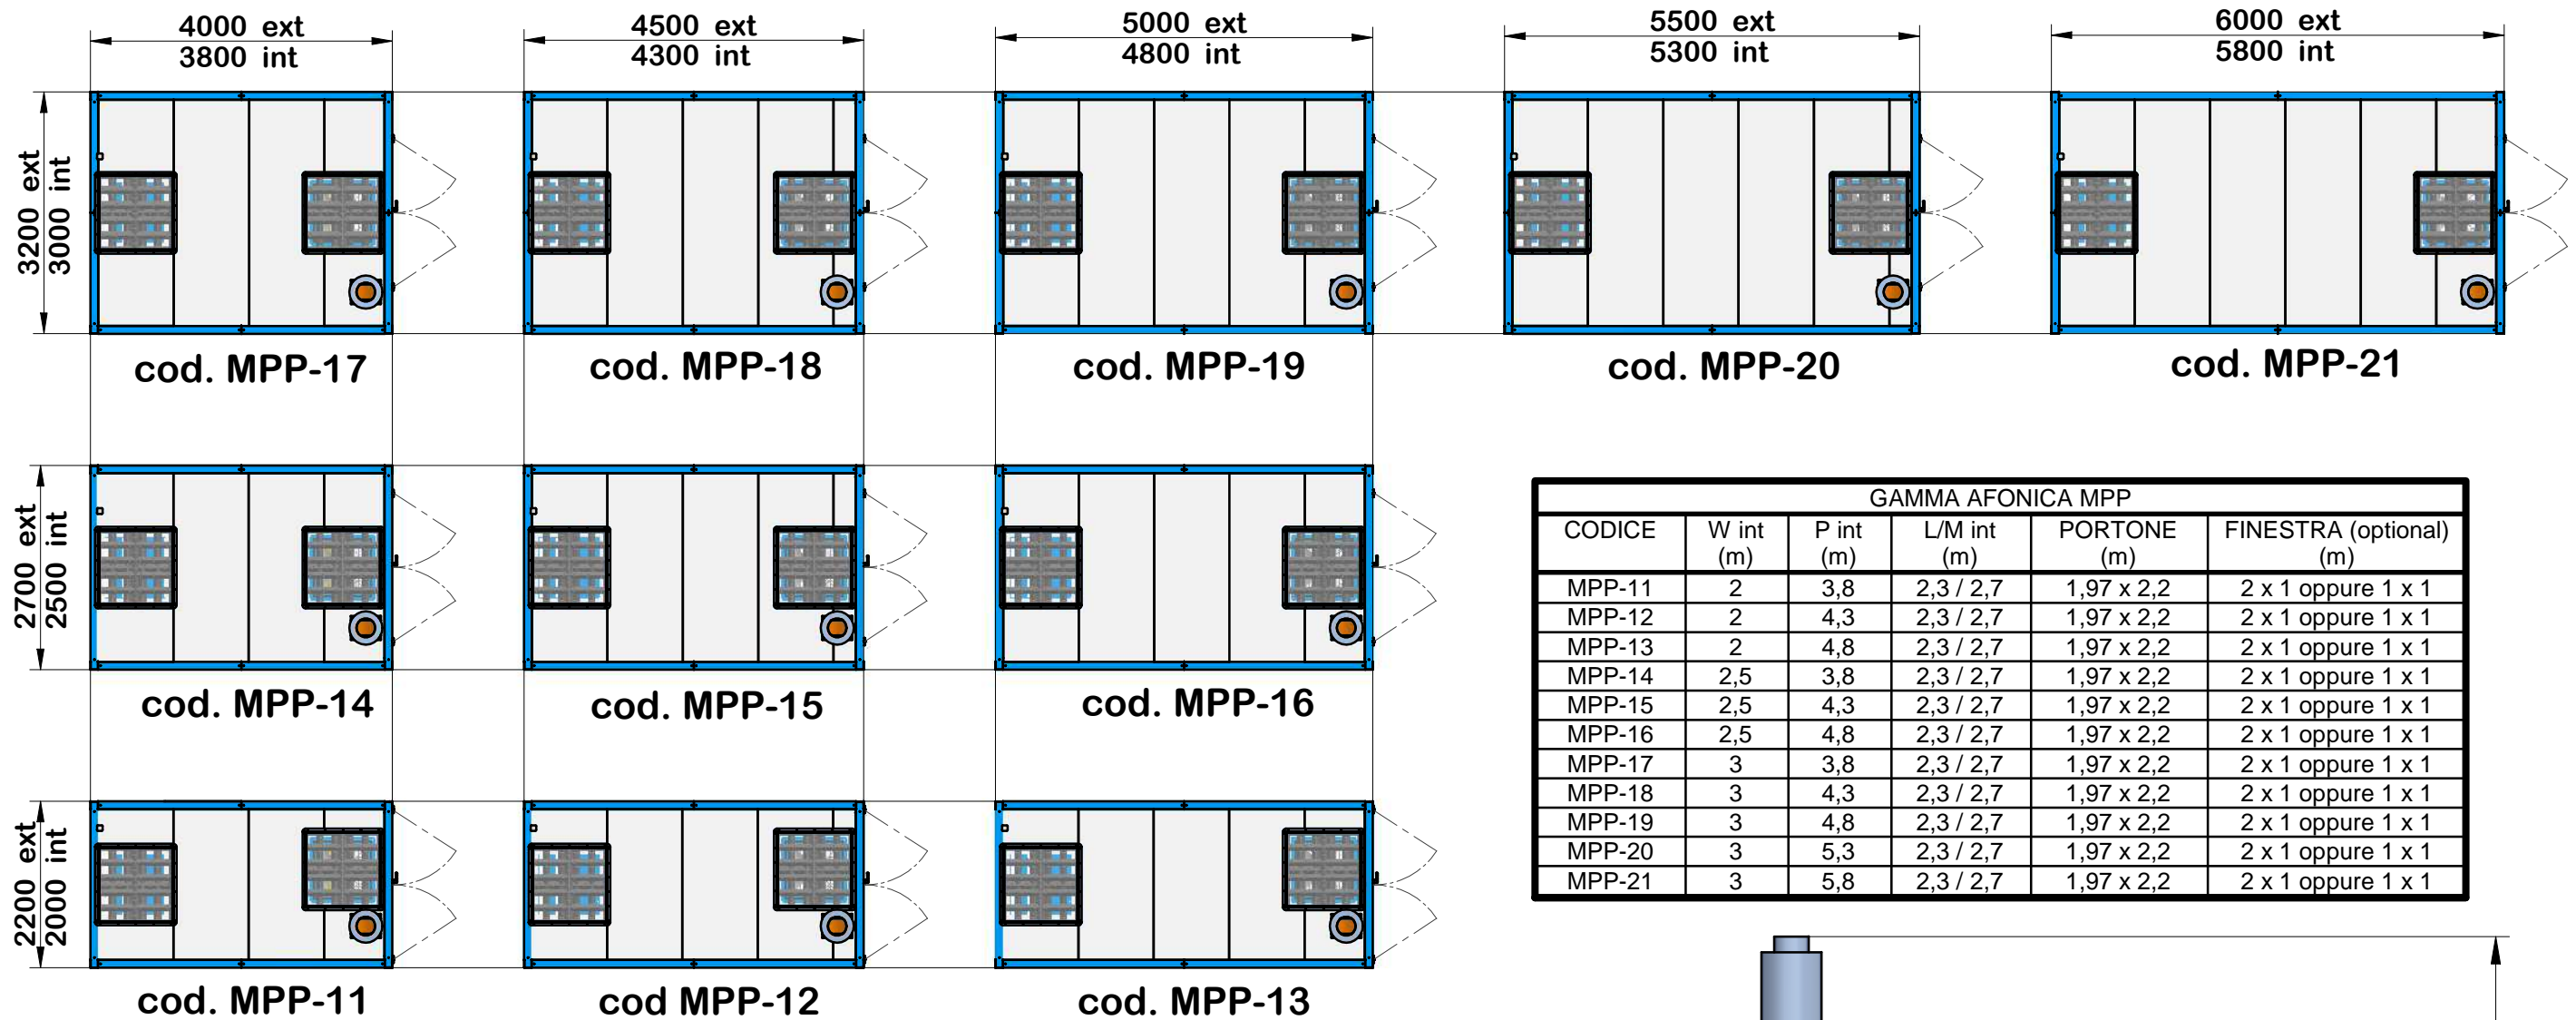 4000 ext
3800 int
4500 ext
4300 int
5000 ext
4800 int
5500 ext
5300 int
6000 ext
5800 int
3200 ext
3000 int
cod. MPP-17
cod. MPP-18
cod. MPP-19
cod. MPP-20
cod. MPP-21
2700 ext
2500 int
cod. MPP-14
cod. MPP-15
cod. MPP-16
2200 ext
2000 int
cod. MPP-11
cod MPP-12
cod. MPP-13
GAMMA AFONICA MPP
CODICE W int (m) P int (m) L/M int (m) PORTONE (m) FINESTRA (optional) (m)
MPP-11 2 3,8 2,3 / 2,7 1,97 x 2,2 2 x 1 oppure 1 x 1
MPP-12 2 4,3 2,3 / 2,7 1,97 x 2,2 2 x 1 oppure 1 x 1
MPP-13 2 4,8 2,3 / 2,7 1,97 x 2,2 2 x 1 oppure 1 x 1
MPP-14 2,5 3,8 2,3 / 2,7 1,97 x 2,2 2 x 1 oppure 1 x 1
MPP-15 2,5 4,3 2,3 / 2,7 1,97 x 2,2 2 x 1 oppure 1 x 1
MPP-16 2,5 4,8 2,3 / 2,7 1,97 x 2,2 2 x 1 oppure 1 x 1
MPP-17 3 3,8 2,3 / 2,7 1,97 x 2,2 2 x 1 oppure 1 x 1
MPP-18 3 4,3 2,3 / 2,7 1,97 x 2,2 2 x 1 oppure 1 x 1
MPP-19 3 4,8 2,3 / 2,7 1,97 x 2,2 2 x 1 oppure 1 x 1
MPP-20 3 5,3 2,3 / 2,7 1,97 x 2,2 2 x 1 oppure 1 x 1
MPP-21 3 5,8 2,3 / 2,7 1,97 x 2,2 2 x 1 oppure 1 x 1